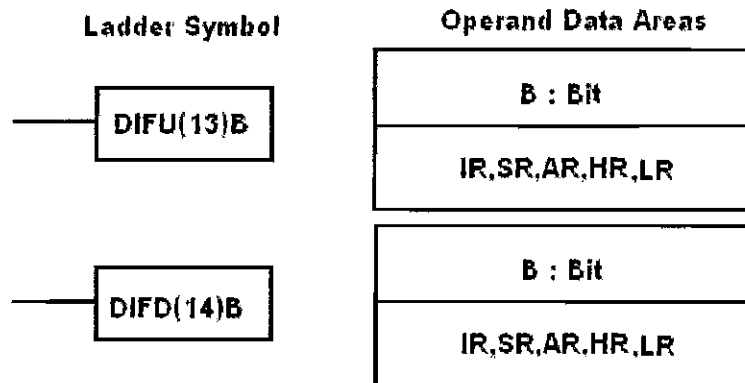 Ladder Symbol
Operand Data Areas
DIFU(13)B
B : Bit
IR,SR,AR,HR,LR
DIFD(14)B
B : Bit
IR,SR,AR,HR,LR